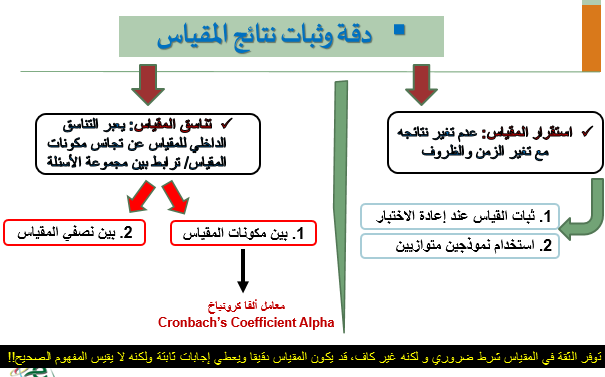 ▪ دقة وثبات نتائج المقياس
✓ استقرار المقياس: عدم تغير نتائجه
مع تغير الزمن والظروف
1. ثبات القياس عند إعادة الاختبار
2. استخدام نموذجين متوازيين
✓ تناسق المقياس: يعبر التناسق
الداخلي للمقياس عن تجانس مكونات
المقياس/ ترابط بين مجموعة الأسئلة
1. بين مكونات المقياس
2. بين نصفي المقياس
معامل ألفا كرونباخ
Cronbach's Coefficient Alpha
توفر الثقة في المقياس شرط ضروري و لكنه غير كاف، قد يكون المقياس دقيقا ويعطي إجابات ثابتة ولكنه لا يقيس المفهوم الصحيح!!